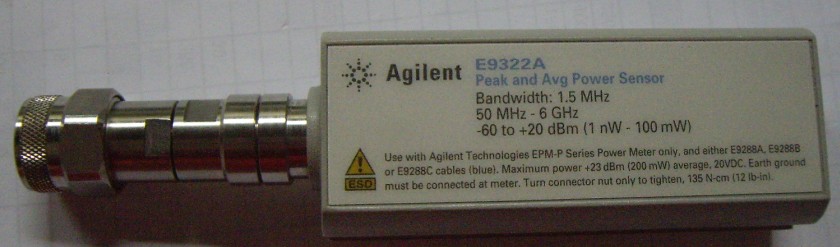 Agilent
E9322A
Peak and Avg Power Sensor
Bandwidth: 1.5 MHz
50 MHz - 6 GHz
-60 to +20 dBm (1 nW - 100 mW)
ESD
Use with Agilent Technologies EPM-P Series Power Meter only, and either E9288A, E9288B
or E9288C cables (blue). Maximum power +23 dBm (200 mW) average, 20VDC. Earth ground
must be connected at meter. Turn connector nut only to tighten, 135 N-cm (12 lb-in).